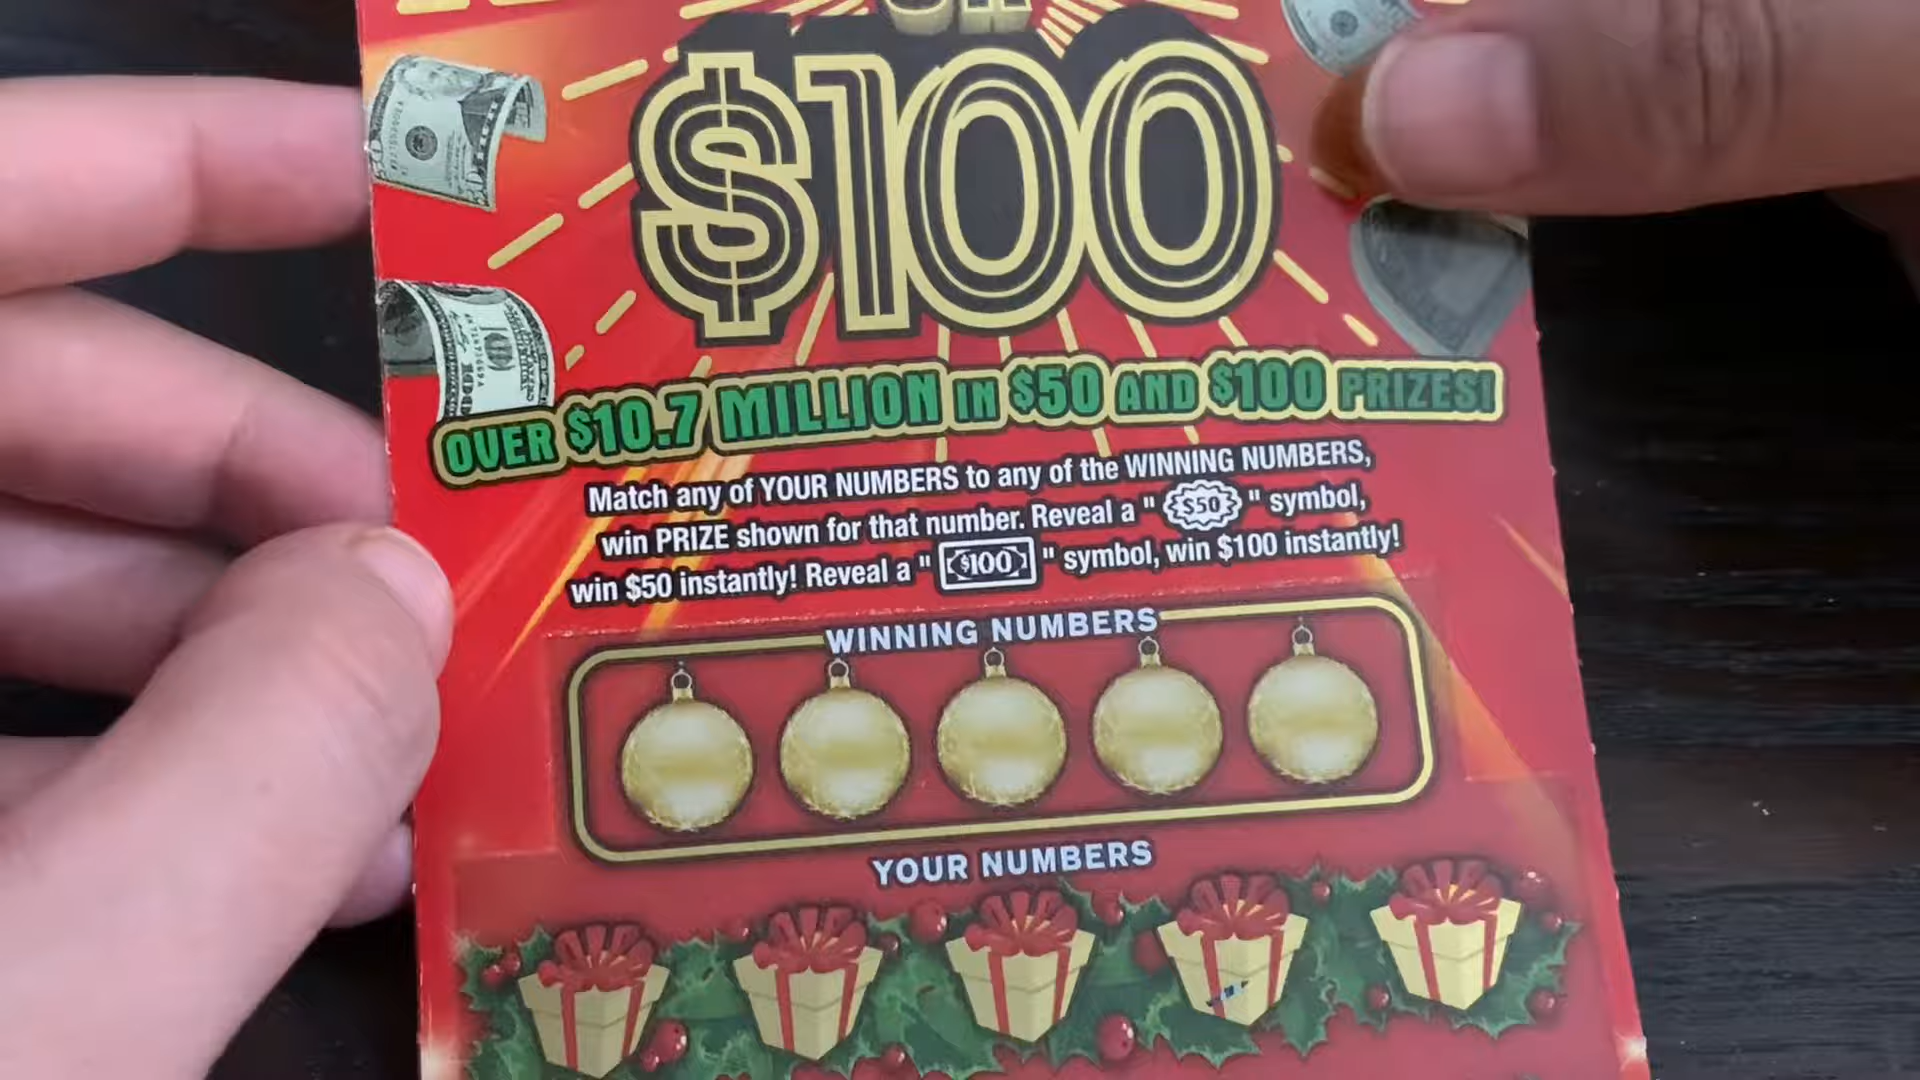 $100
OVER $10.7 MILLION IN $50 AND $100 PRIZES!
Match any of YOUR NUMBERS to any of the WINNING NUMBERS,
win PRIZE shown for that number. Reveal a " $50 " symbol,
win $50 instantly! Reveal a " $100 " symbol, win $100 instantly!
WINNING NUMBERS
YOUR NUMBERS